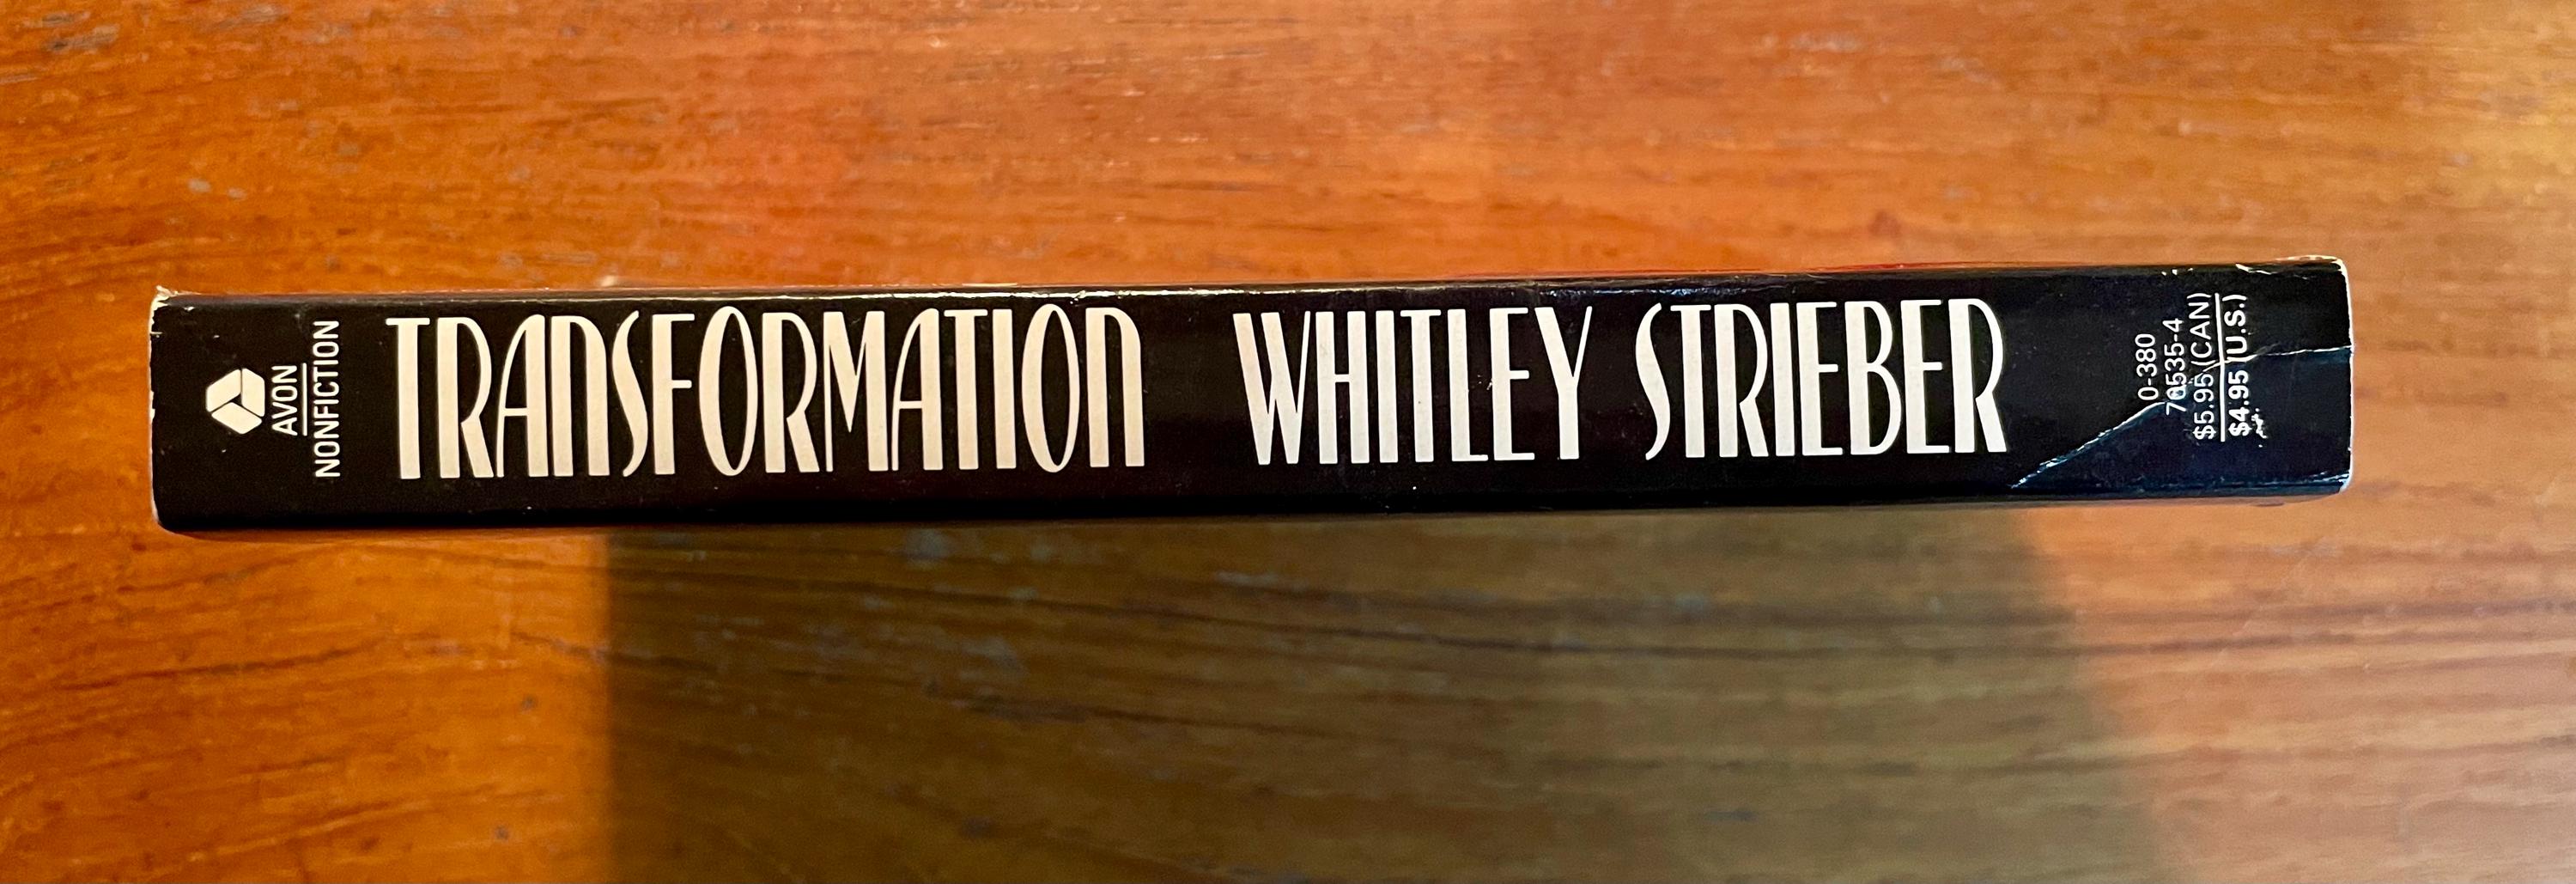 AVON
NONFICTION
TRANSFORMATION
WHITLEY STRIEBER
0-380
70535-4
$5.95 (CAN)
$4.95 (U.S.)